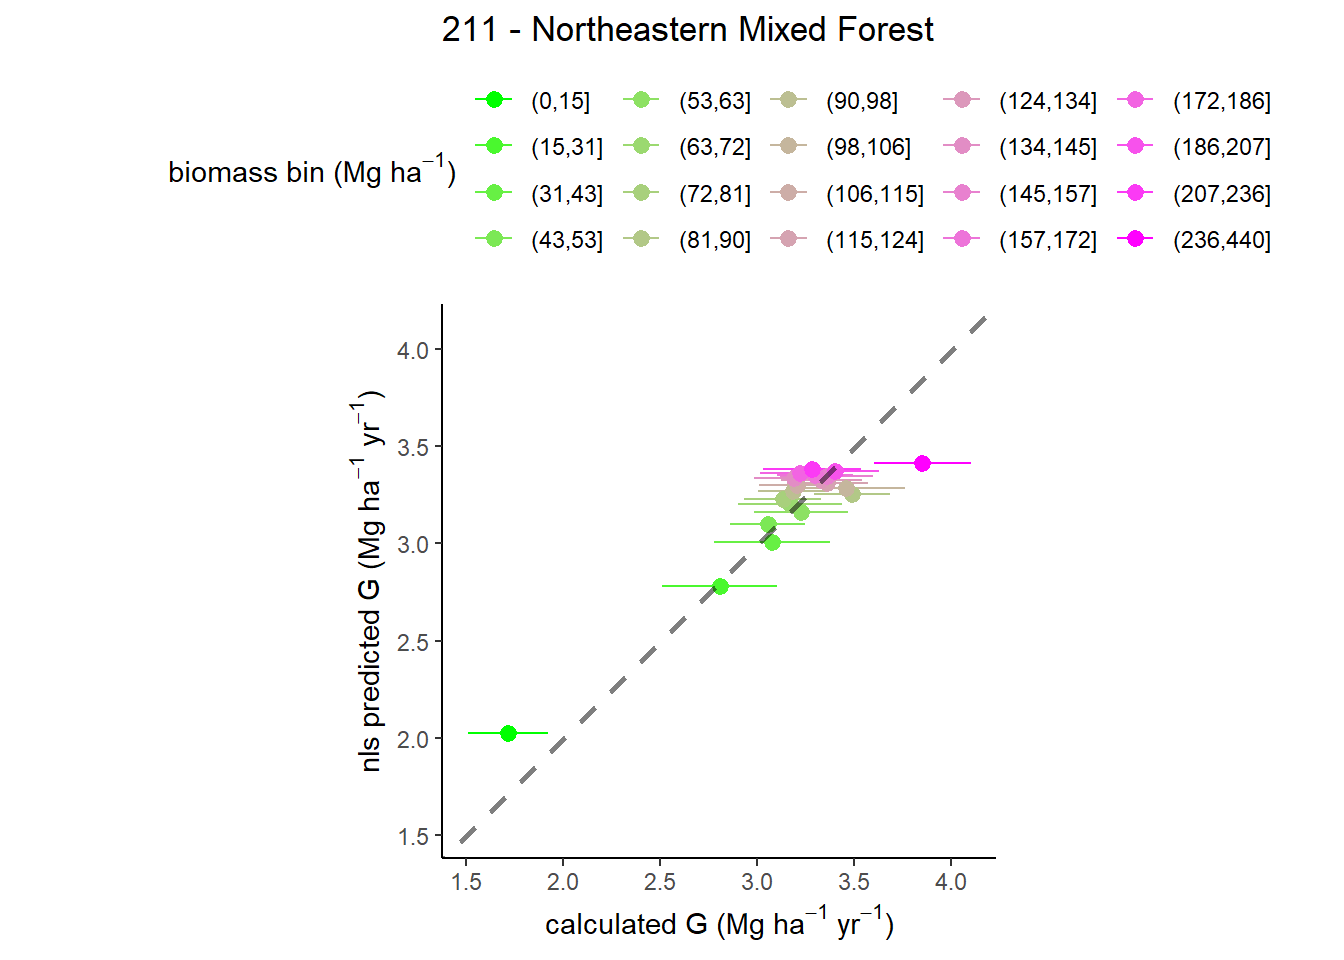 211 - Northeastern Mixed Forest
biomass bin (Mg ha⁻¹)
(0,15] (53,63] (90,98] (124,134] (172,186]
(15,31] (63,72] (98,106] (134,145] (186,207]
(31,43] (72,81] (106,115] (145,157] (207,236]
(43,53] (81,90] (115,124] (157,172] (236,440]
nls predicted G (Mg ha⁻¹ yr⁻¹)
4.0
3.5
3.0
2.5
2.0
1.5
1.5 2.0 2.5 3.0 3.5 4.0
calculated G (Mg ha⁻¹ yr⁻¹)